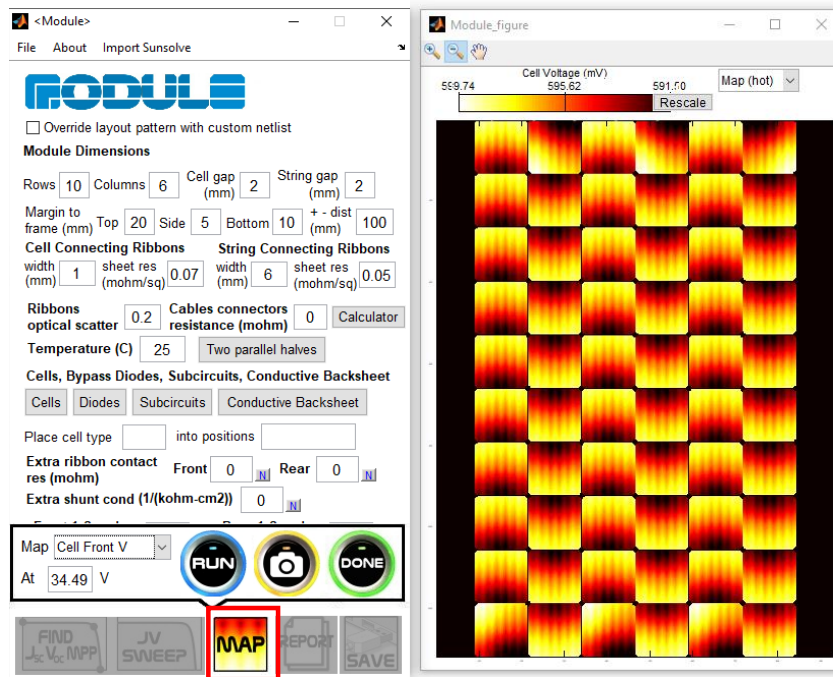 <Module>
File About Import Sunsolve
MODULE
Override layout pattern with custom netlist
Module Dimensions
Rows 10 Columns 6 Cell gap (mm) 2 String gap (mm) 2
Margin to frame (mm) Top 20 Side 5 Bottom 10 + - dist (mm) 100
Cell Connecting Ribbons String Connecting Ribbons
width (mm) 1 sheet res (mohm/sq) 0.07 width (mm) 6 sheet res (mohm/sq) 0.05
Ribbons optical scatter 0.2 Cables connectors resistance (mohm) 0 Calculator
Temperature (C) 25 Two parallel halves
Cells, Bypass Diodes, Subcircuits, Conductive Backsheet
Cells Diodes Subcircuits Conductive Backsheet
Place cell type into positions
Extra ribbon contact res (mohm) Front 0 N Rear 0 N
Extra shunt cond (1/(kohm-cm2)) 0 N
Map Cell Front V RUN DONE
At 34.49 V
FIND Jsc Voc MPP JV SWEEP MAP REPORT SAVE
Module_figure
Cell Voltage (mV)
599.74 595.62 591.50
Map (hot)
Rescale